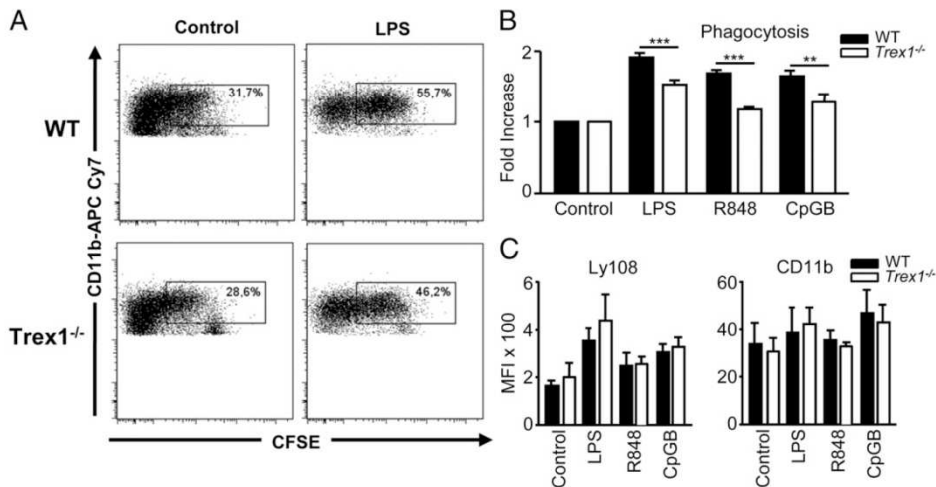 A
Control
LPS
WT
Trex1-/-
CD11b-APC Cy7
31,7%
55,7%
28,6%
46,2%
CFSE
B
Phagocytosis
WT
Trex1-/-
Fold Increase
2
1
0
***
***
**
Control
LPS
R848
CpGB
C
Ly108
MFI x 100
6
4
2
0
Control
LPS
R848
CpGB
CD11b
WT
Trex1-/-
60
40
20
0
Control
LPS
R848
CpGB